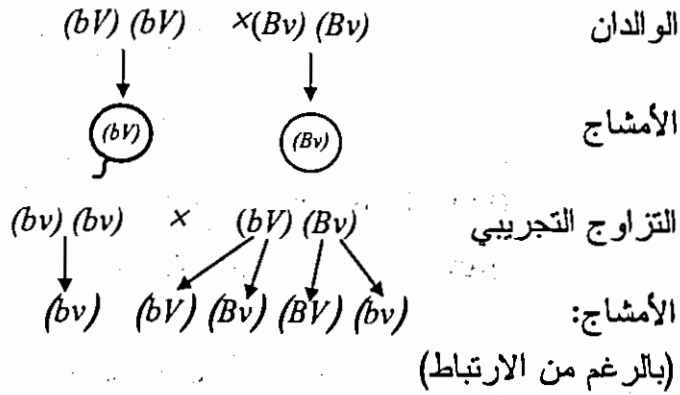 الوالدان (Bv) (Bv)× (bV) (bV)
الأمشاج (Bv) (bV)
التزاوج التجريبي (bV) (Bv) × (bv) (bv)
الأمشاج: (bv) (bV) (Bv) (BV) (bv)
(بالرغم من الارتباط)